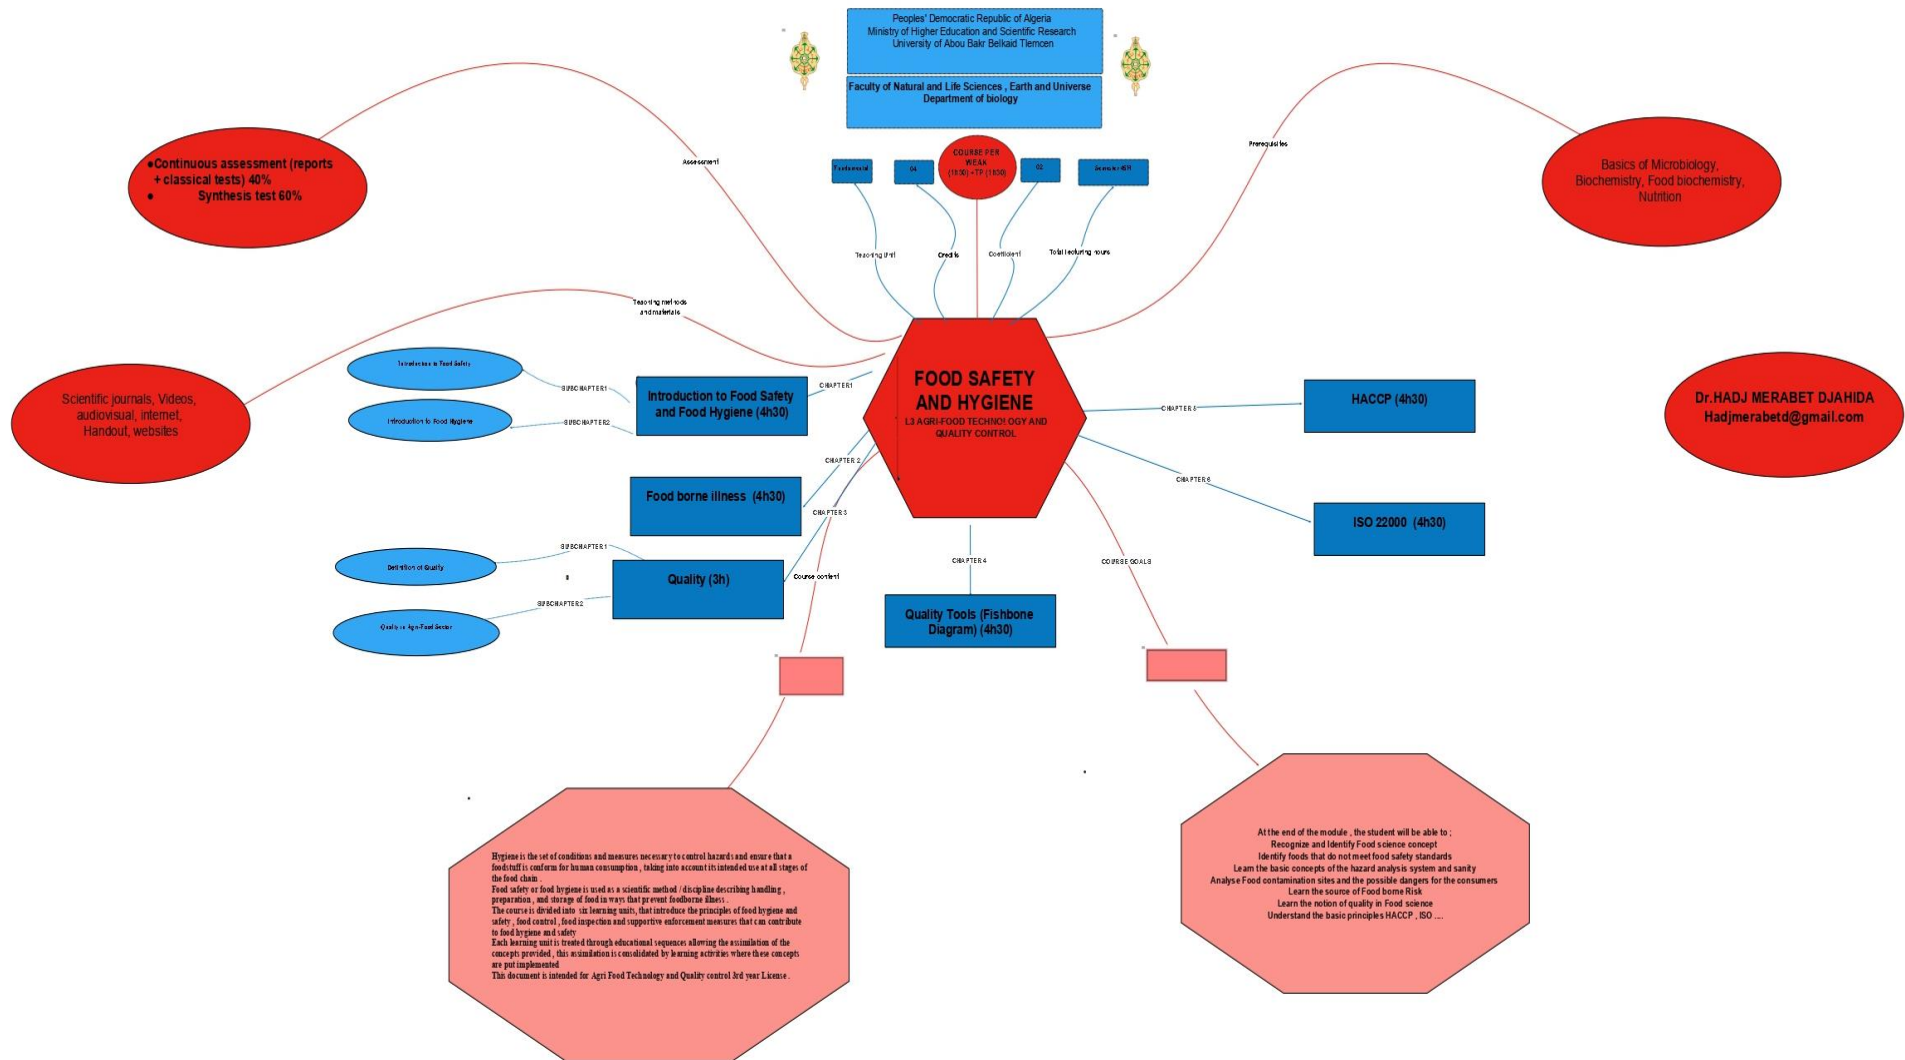 Peoples' Democratic Republic of Algeria
Ministry of Higher Education and Scientific Research
University of Abou Bakr Belkaid Tlemcen
Faculty of Natural and Life Sciences , Earth and Universe
Department of biology
Fundamental
04
COURSE PER
WEAK
(1H30) +TP (1H30)
02
Semester 45H
Teaching Unit
Credits
Coefficient
Total lecturing hours
Assessment
Prerequisites
●Continuous assessment (reports
+ classical tests) 40%
● Synthesis test 60%
Basics of Microbiology,
Biochemistry, Food biochemistry,
Nutrition
Teaching methods
and materials
Scientific journals, Videos,
audiovisual, internet,
Handout, websites
FOOD SAFETY
AND HYGIENE
L3 AGRI-FOOD TECHNOLOGY AND
QUALITY CONTROL
Dr.HADJ MERABET DJAHIDA
Hadjmerabetd@gmail.com
CHAPTER1
Introduction to Food Safety
and Food Hygiene (4h30)
SUBCHAPTER1
Introduction to Food Safety
SUBCHAPTER2
Introduction to Food Hygiene
CHAPTER 2
Food borne illness (4h30)
CHAPTER 3
Quality (3h)
SUBCHAPTER1
Definition of Quality
SUBCHAPTER2
Quality in Agri-Food Sector
CHAPTER 4
Quality Tools (Fishbone
Diagram) (4h30)
CHAPTER 5
HACCP (4h30)
CHAPTER 6
ISO 22000 (4h30)
Course content
COURSE GOALS
Hygiene is the set of conditions and measures necessary to control hazards and ensure that a
foodstuff is conform for human consumption , taking into account its intended use at all stages of
the food chain .
Food safety or food hygiene is used as a scientific method / discipline describing handling ,
preparation , and storage of food in ways that prevent foodborne illness .
The course is divided into six learning units, that introduce the principles of food hygiene and
safety , food control , food inspection and supportive enforcement measures that can contribute
to food hygiene and safety
Each learning unit is treated through educational sequences allowing the assimilation of the
concepts provided , this assimilation is consolidated by learning activities where these concepts
are put implemented
This document is intended for Agri Food Technology and Quality control 3rd year License .
At the end of the module , the student will be able to ;
Recognize and Identify Food science concept
Identify foods that do not meet food safety standards
Learn the basic concepts of the hazard analysis system and sanity
Analyse Food contamination sites and the possible dangers for the consumers
Learn the source of Food borne Risk
Learn the notion of quality in Food science
Understand the basic principles HACCP , ISO ....